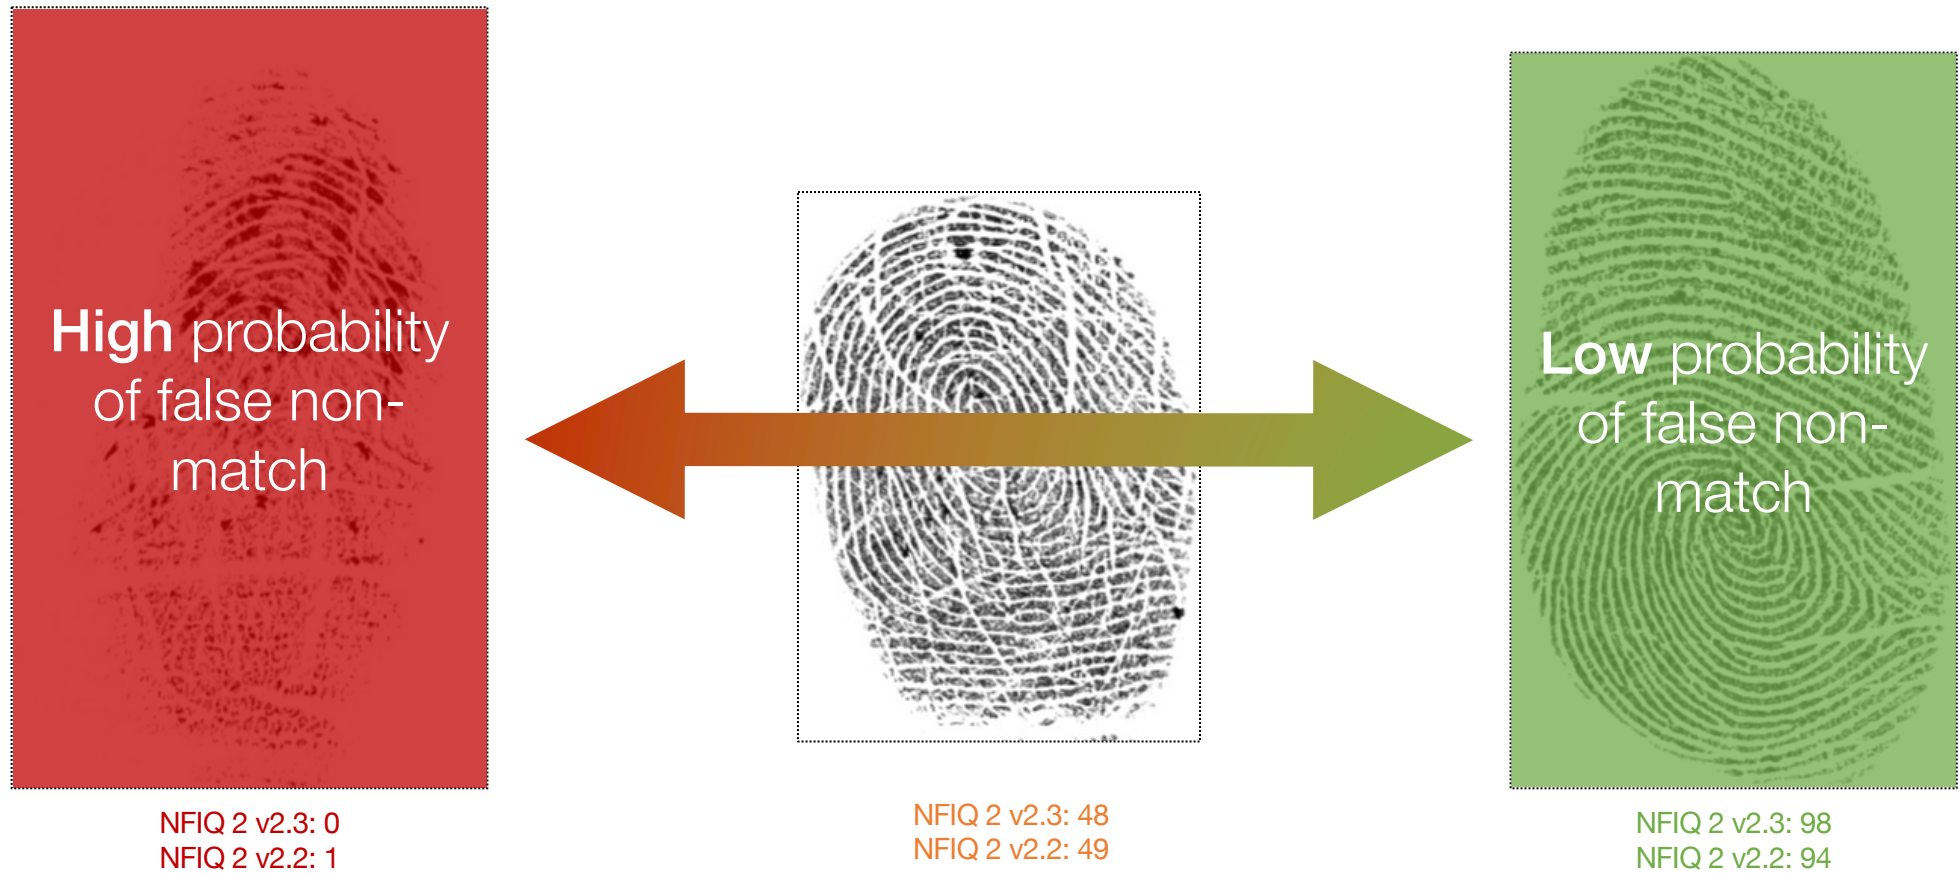 High probability
of false non-
match
NFIQ 2 v2.3: 0
NFIQ 2 v2.2: 1
NFIQ 2 v2.3: 48
NFIQ 2 v2.2: 49
Low probability
of false non-
match
NFIQ 2 v2.3: 98
NFIQ 2 v2.2: 94